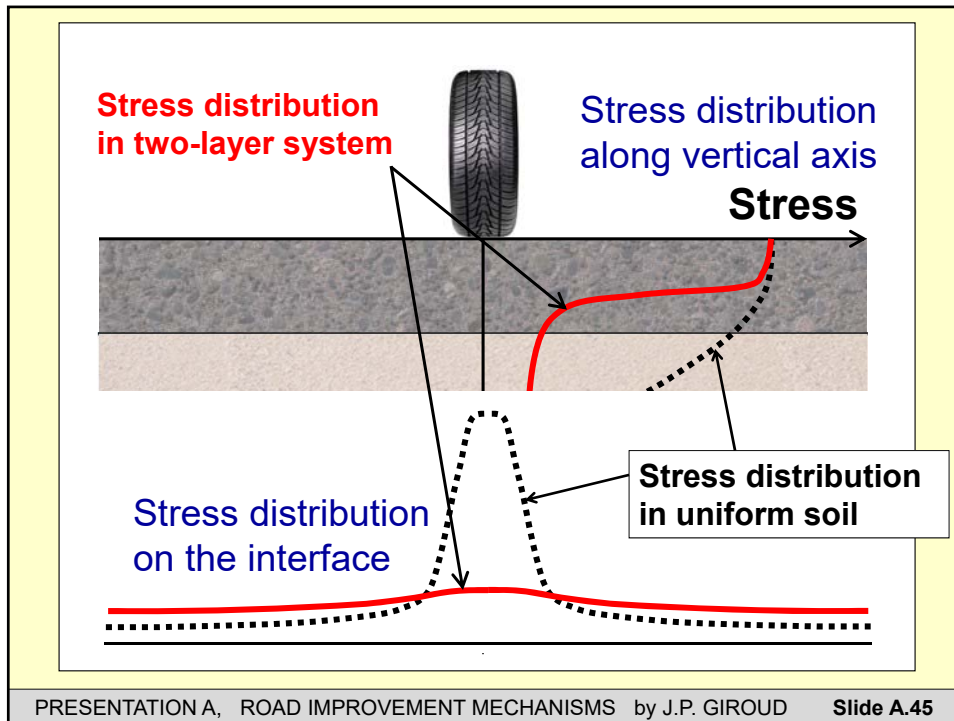 Stress distribution
in two-layer system
Stress distribution
along vertical axis
Stress
Stress distribution
in uniform soil
Stress distribution
on the interface
PRESENTATION A, ROAD IMPROVEMENT MECHANISMS by J.P. GIROUD Slide A.45